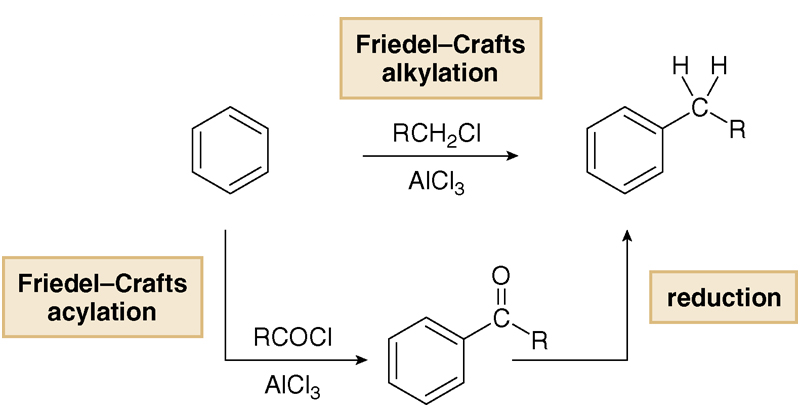 Friedel–Crafts
alkylation
H H
C
R
RCH₂Cl
AlCl₃
Friedel–Crafts
acylation
RCOCl
AlCl₃
O
C
R
reduction